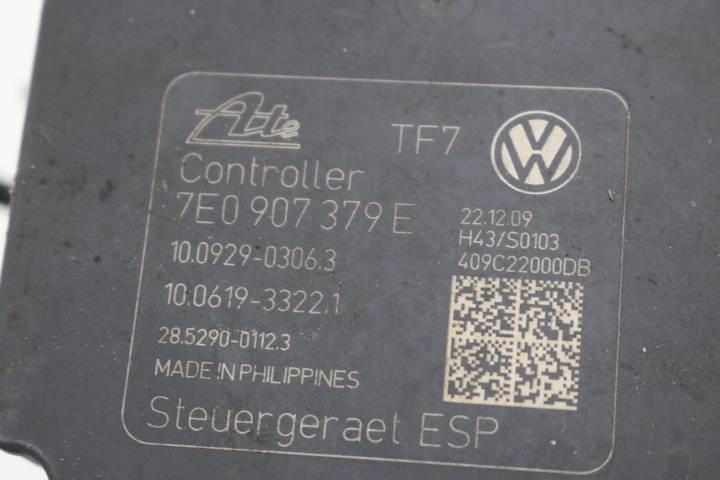 Ate
TF7
Controller
7E0 907 379 E
22.12.09
H43/S0103
409C22000DB
10.0929-0306.3
10.0619-3322.1
28.5290-0112.3
MADE IN PHILIPPINES
Steuergeraet ESP